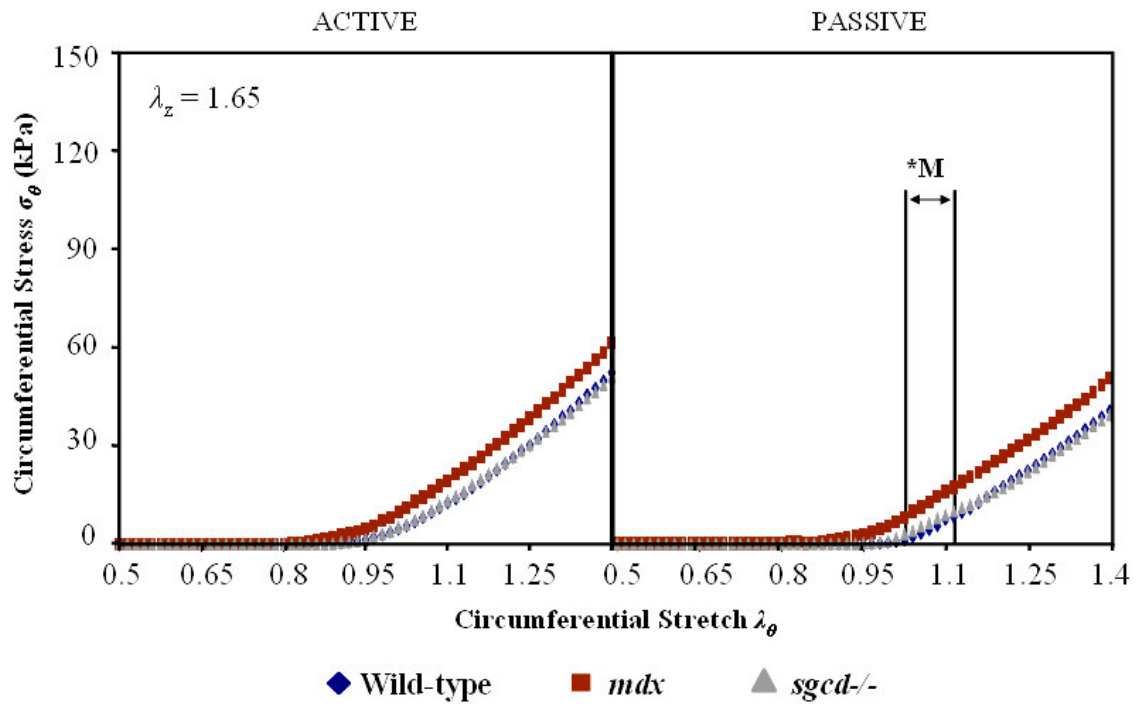 ACTIVE PASSIVE
150
120
90
60
30
0
λz = 1.65
*M
Circumferential Stress σθ (kPa)
0.5 0.65 0.8 0.95 1.1 1.25 0.5 0.65 0.8 0.95 1.1 1.25 1.4
Circumferential Stretch λθ
Wild-type mdx sgcd-/-